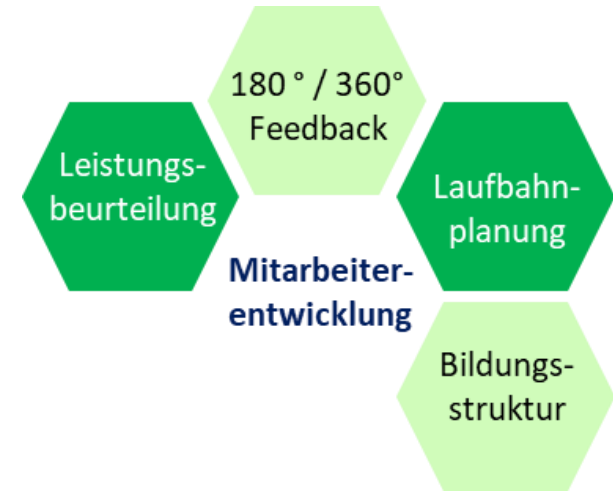 180 ° / 360°
Feedback
Leistungs-
beurteilung
Laufbahn-
planung
Mitarbeiter-
entwicklung
Bildungs-
struktur